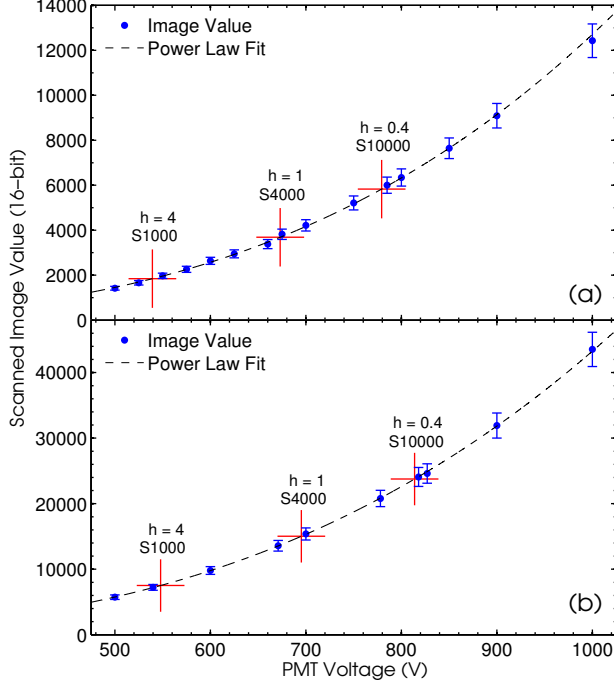 14000
12000
10000
8000
6000
4000
2000
0
Image Value
Power Law Fit
h = 4
S1000
h = 1
S4000
h = 0.4
S10000
(a)
Scanned Image Value (16-bit)
40000
30000
20000
10000
0
Image Value
Power Law Fit
h = 4
S1000
h = 1
S4000
h = 0.4
S10000
(b)
500 600 700 800 900 1000
PMT Voltage (V)